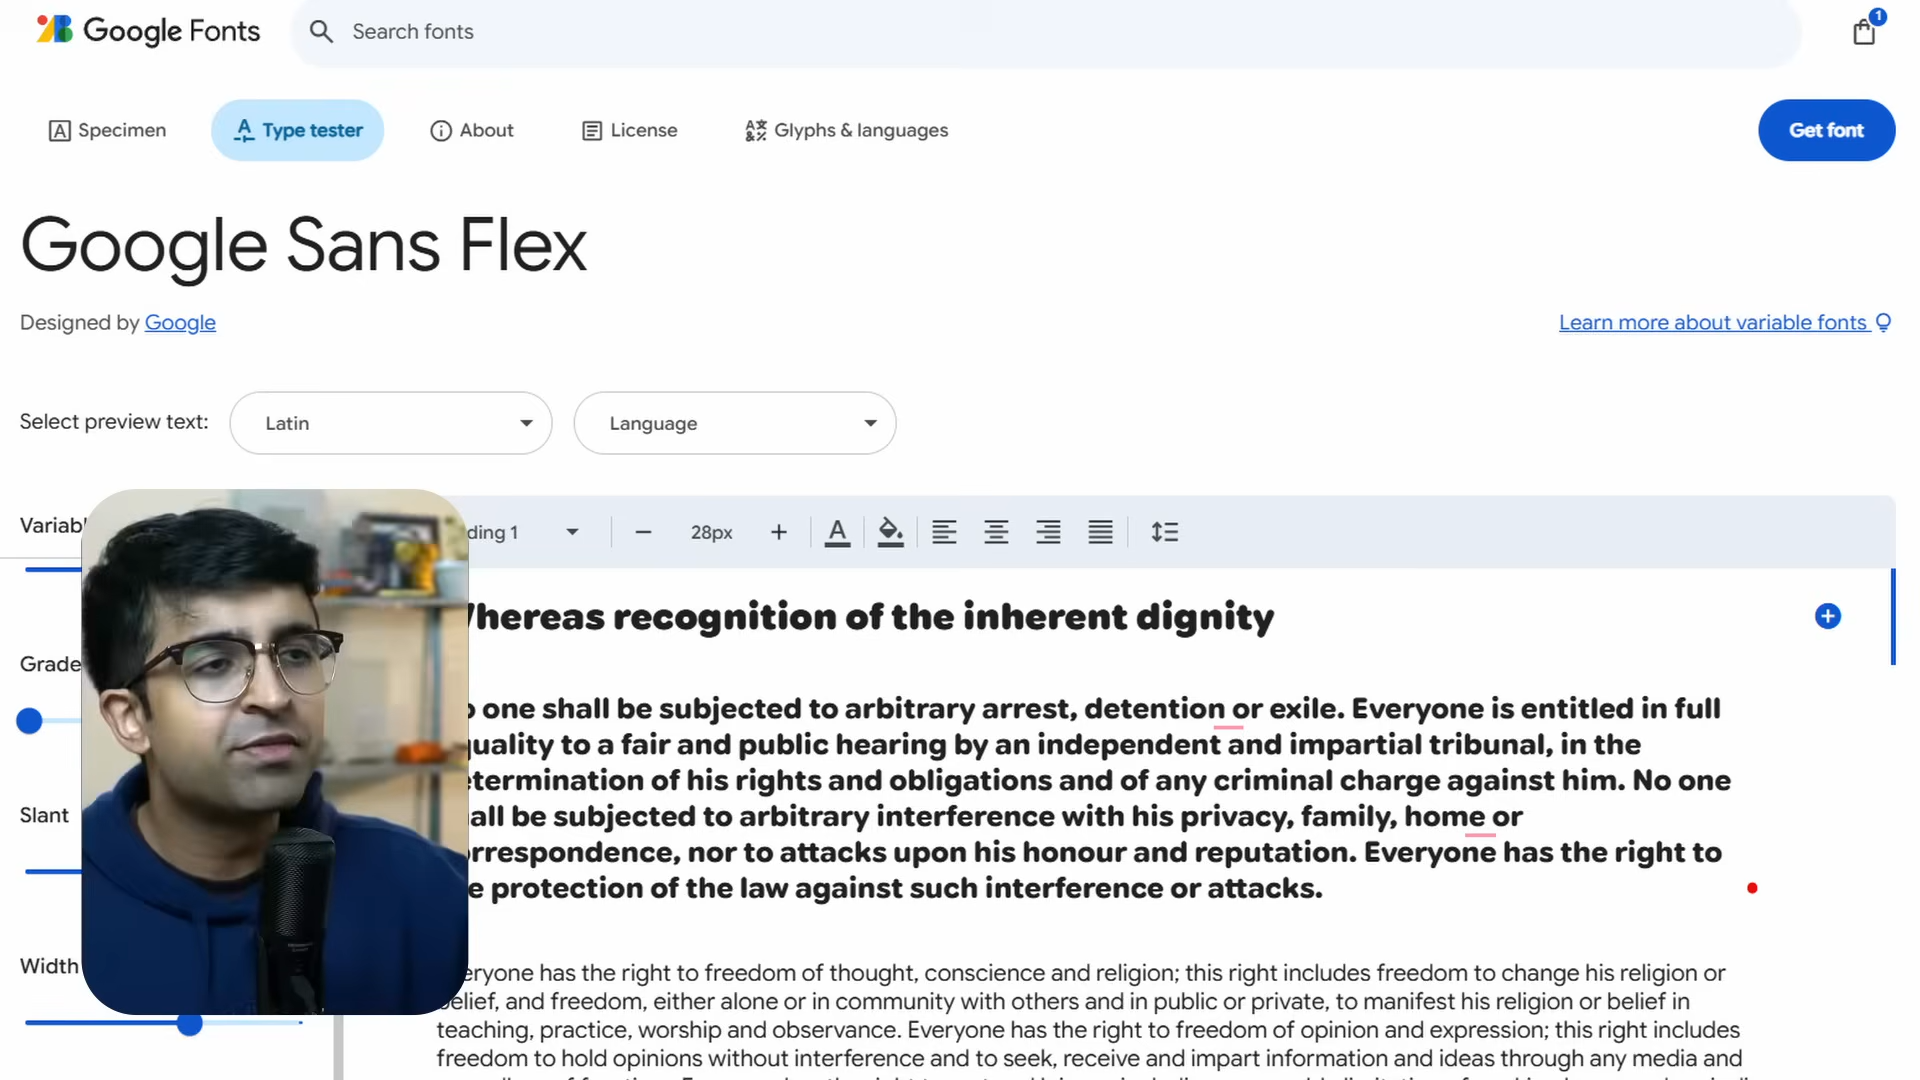 Google Fonts
Search fonts
1
Specimen
Type tester
About
License
Glyphs & languages
Get font
Google Sans Flex
Designed by Google
Learn more about variable fonts
Select preview text:
Latin
Language
28px
recognition of the inherent dignity
one shall be subjected to arbitrary arrest, detention or exile. Everyone is entitled in full
to a fair and public hearing by an independent and impartial tribunal, in the
of his rights and obligations and of any criminal charge against him. No one
be subjected to arbitrary interference with his privacy, family, home or
nor to attacks upon his honour and reputation. Everyone has the right to
protection of the law against such interference or attacks.
has the right to freedom of thought, conscience and religion; this right includes freedom to change his religion or
belief, and freedom, either alone or in community with others and in public or private, to manifest his religion or belief in
teaching, practice, worship and observance. Everyone has the right to freedom of opinion and expression; this right includes
freedom to hold opinions without interference and to seek, receive and impart information and ideas through any media and
Grade
Slant
Width